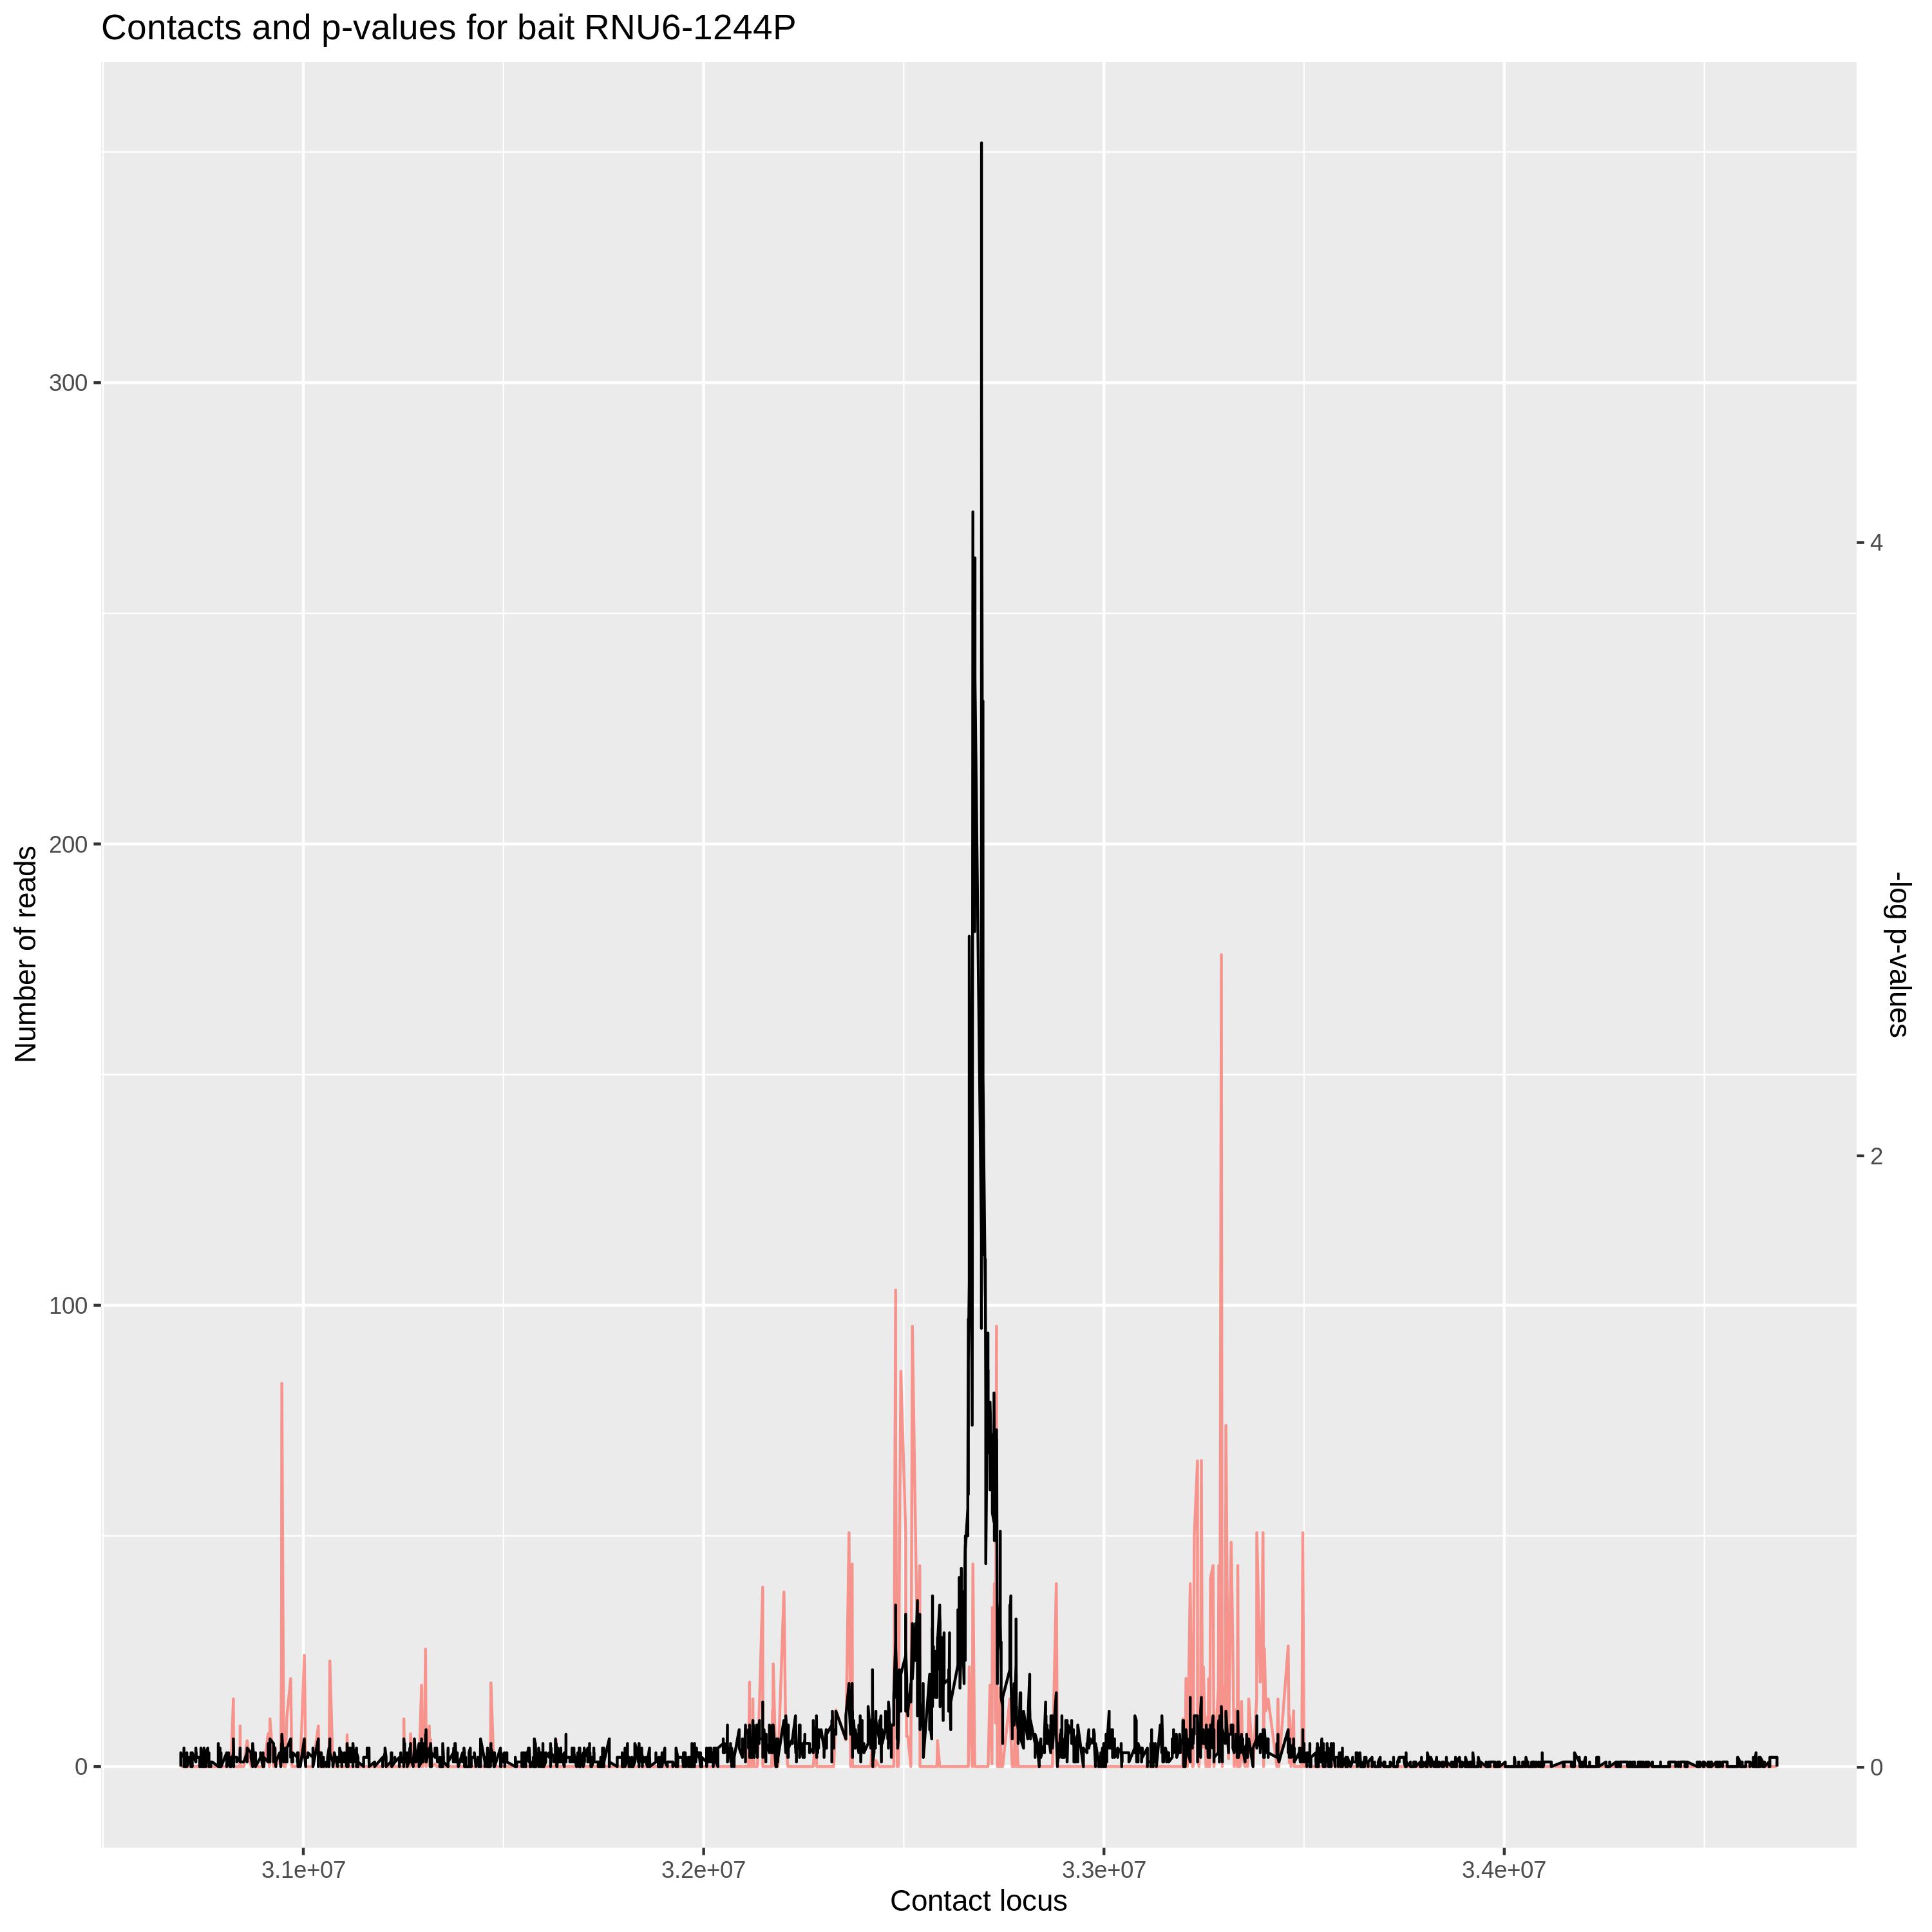 Contacts and p-values for bait RNU6-1244P
300
200
100
0
Number of reads
4
2
0
-log p-values
3.1e+07
3.2e+07
3.3e+07
3.4e+07
Contact locus